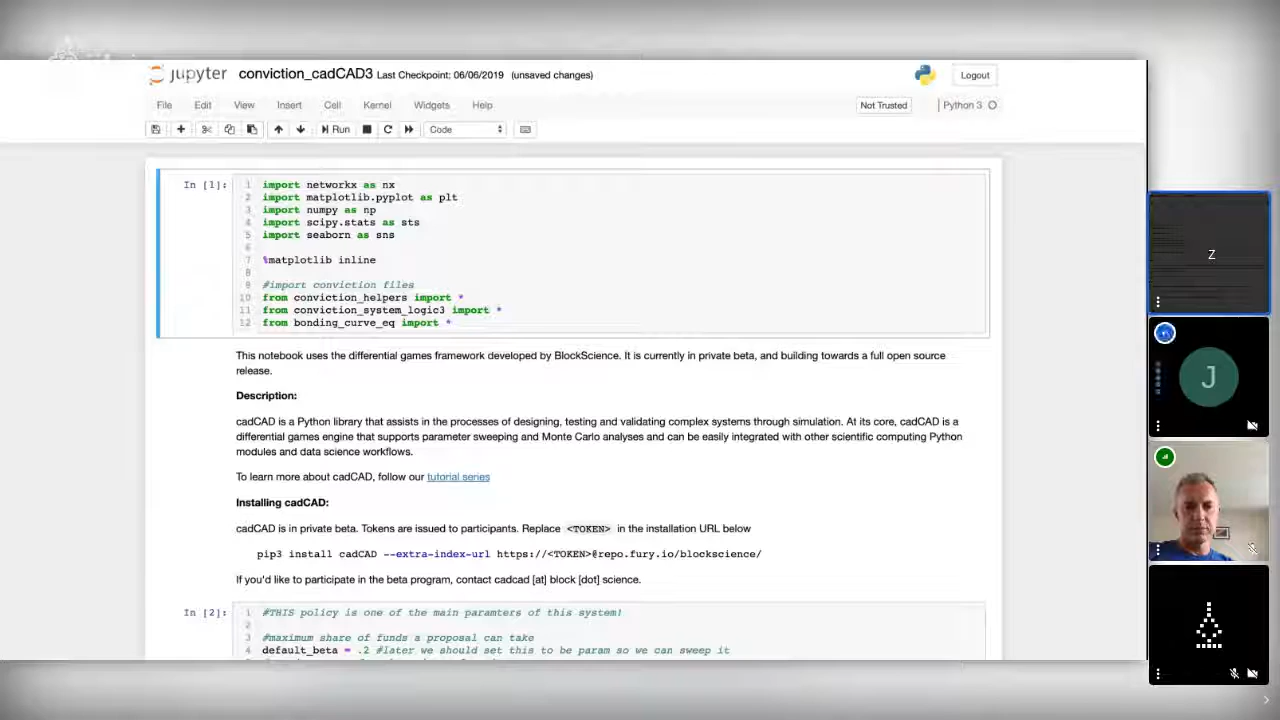 jupyter conviction_cadCAD3 Last Checkpoint: 06/06/2019 (unsaved changes)
Logout
File Edit View Insert Cell Kernel Widgets Help
Not Trusted
Python 3
Run
Code
In [1]:
1 import networkx as nx
2 import matplotlib.pyplot as plt
3 import numpy as np
4 import scipy.stats as sts
5 import seaborn as sns
6
7 %matplotlib inline
8
9 #import conviction files
10 from conviction_helpers import *
11 from conviction_system_logic3 import *
12 from bonding_curve_eq import *
This notebook uses the differential games framework developed by BlockScience. It is currently in private beta, and building towards a full open source
release.
Description:
cadCAD is a Python library that assists in the processes of designing, testing and validating complex systems through simulation. At its core, cadCAD is a
differential games engine that supports parameter sweeping and Monte Carlo analyses and can be easily integrated with other scientific computing Python
modules and data science workflows.
To learn more about cadCAD, follow our tutorial series
Installing cadCAD:
cadCAD is in private beta. Tokens are issued to participants. Replace <TOKEN> in the installation URL below
pip3 install cadCAD --extra-index-url https://<TOKEN>@repo.fury.io/blockscience/
If you'd like to participate in the beta program, contact cadcad [at] block [dot] science.
In [2]:
1 #THIS policy is one of the main paramters of this system!
2
3 #maximum share of funds a proposal can take
4 default_beta = .2 #later we should set this to be param so we can sweep it
Z
J